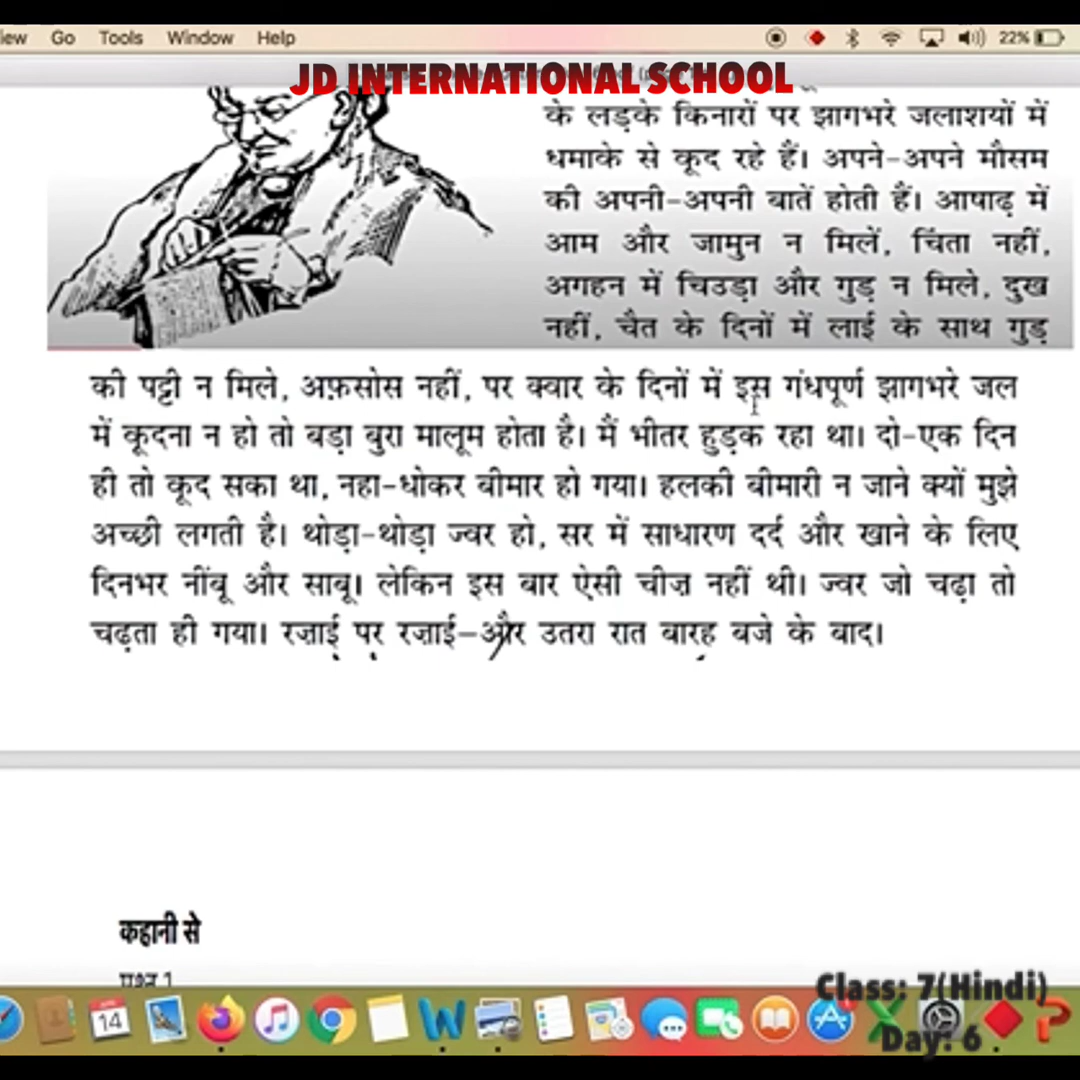 iew Go Tools Window Help 22%
JD INTERNATIONAL SCHOOL
के लड़के किनारों पर झागभरे जलाशयों में
धमाके से कूद रहे हैं। अपने-अपने मौसम
की अपनी-अपनी बातें होती हैं। आषाढ़ में
आम और जामुन न मिलें, चिंता नहीं,
अगहन में चिउड़ा और गुड़ न मिले, दुख
नहीं, चैत के दिनों में लाई के साथ गुड़
की पट्टी न मिले, अफ़सोस नहीं, पर क्वार के दिनों में इस गंधपूर्ण झागभरे जल
में कूदना न हो तो बड़ा बुरा मालूम होता है। मैं भीतर हुड़क रहा था। दो-एक दिन
ही तो कूद सका था, नहा-धोकर बीमार हो गया। हलकी बीमारी न जाने क्यों मुझे
अच्छी लगती है। थोड़ा-थोड़ा ज्वर हो, सर में साधारण दर्द और खाने के लिए
दिनभर नींबू और साबू। लेकिन इस बार ऐसी चीज़ नहीं थी। ज्वर जो चढ़ा तो
चढ़ता ही गया। रज़ाई पर रज़ाई—और उतरा रात बारह बजे के बाद।
कहानी से
प्रश्न 1
14
Class: 7(Hindi)
Day: 6